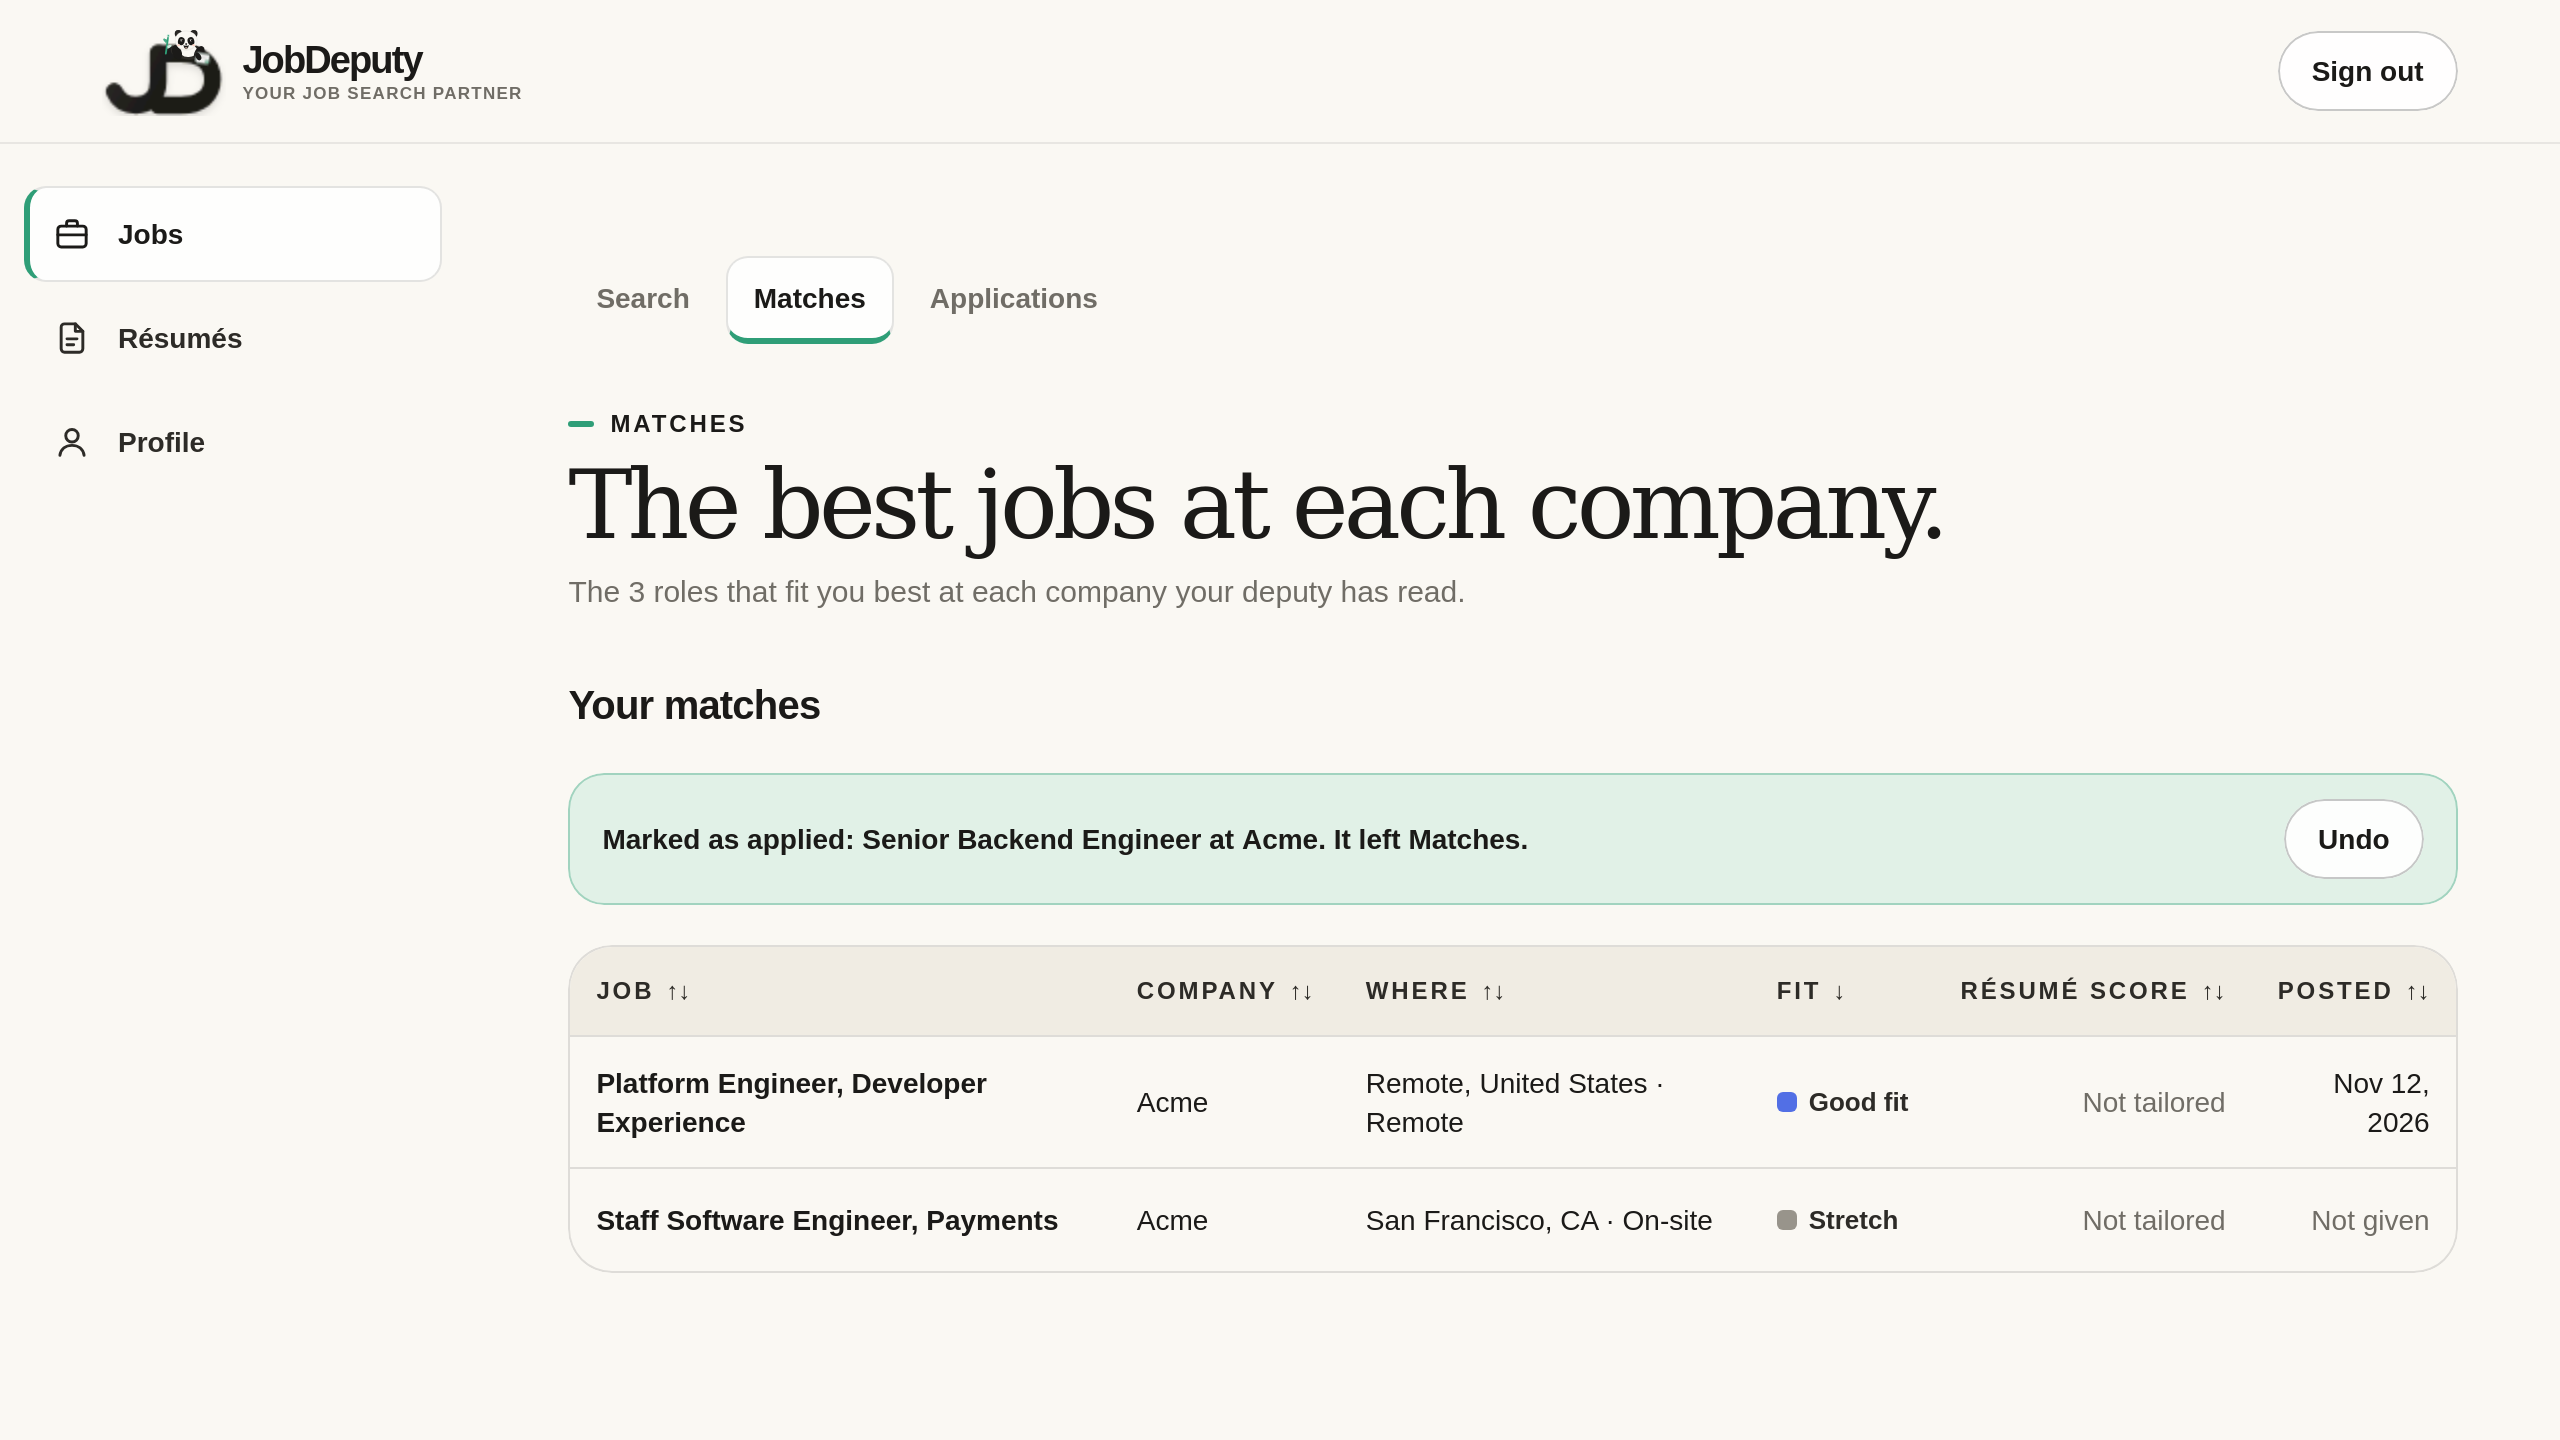 JobDeputy
YOUR JOB SEARCH PARTNER
Sign out
Jobs
Résumés
Profile
Search
Matches
Applications
MATCHES
The best jobs at each company.
The 3 roles that fit you best at each company your deputy has read.
Your matches
Marked as applied: Senior Backend Engineer at Acme. It left Matches.
Undo
JOB ↑↓ COMPANY ↑↓ WHERE ↑↓ FIT ↓ RÉSUMÉ SCORE ↑↓ POSTED ↑↓
Platform Engineer, Developer
Experience
Acme
Remote, United States ·
Remote
Good fit
Not tailored
Nov 12,
2026
Staff Software Engineer, Payments
Acme
San Francisco, CA · On-site
Stretch
Not tailored
Not given